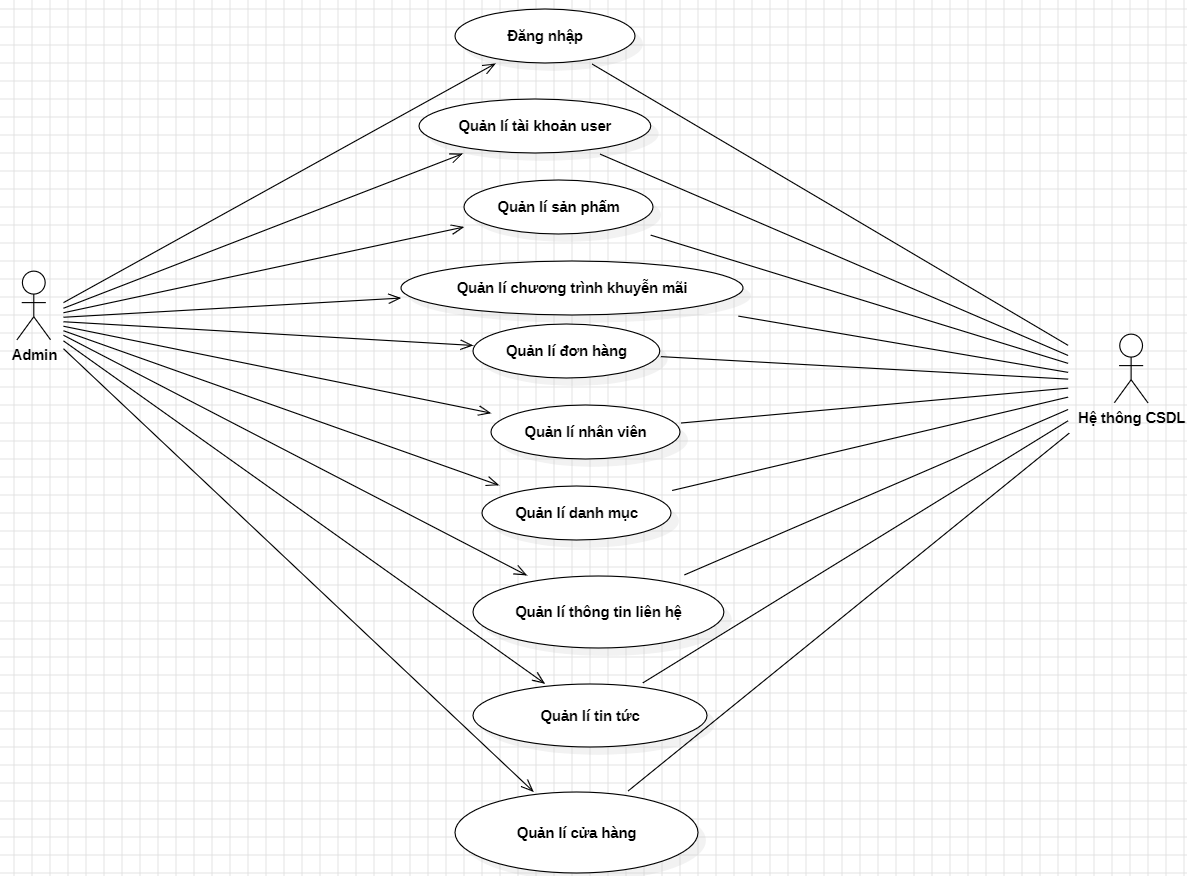 Đăng nhập
Quản lí tài khoản user
Quản lí sản phẩm
Quản lí chương trình khuyễn mãi
Quản lí đơn hàng
Admin
Hệ thông CSDL
Quản lí nhân viên
Quản lí danh mục
Quản lí thông tin liên hệ
Quản lí tin tức
Quản lí cửa hàng